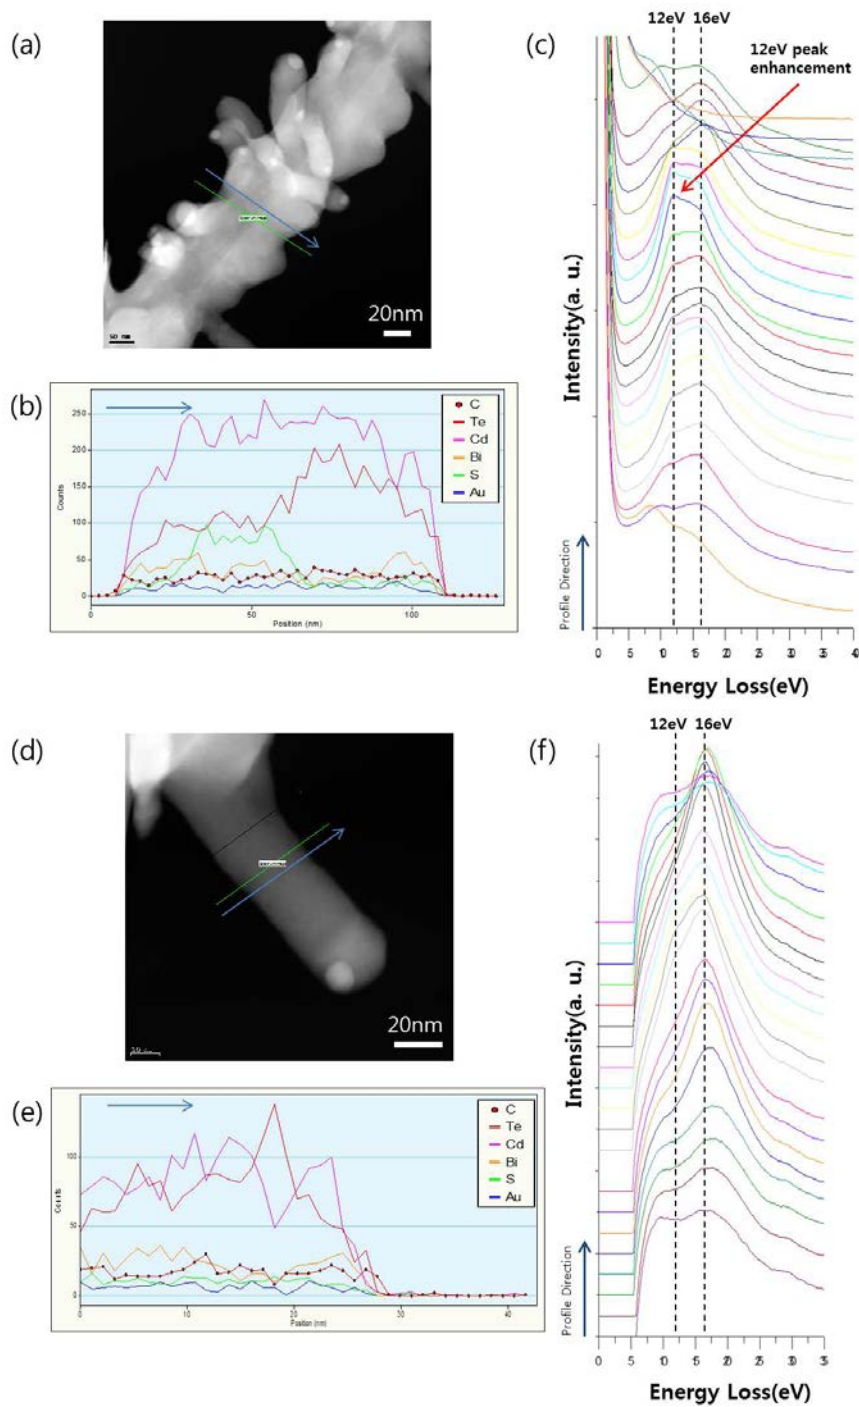 (a)
20nm
50 nm
(b)
250
200
150
100
50
0
Counts
0
50
100
Position (nm)
C
Te
Cd
Bi
S
Au
(c)
12eV 16eV
12eV peak
enhancement
Intensity(a. u.)
Profile Direction
0 5 10 15 20 25 30 35 40
Energy Loss(eV)
(d)
20nm
(e)
100
50
0
Counts
0
10
20
30
40
Position (nm)
C
Te
Cd
Bi
S
Au
(f)
12eV 16eV
Intensity(a. u.)
Profile Direction
0 5 10 15 20 25 30 35
Energy Loss(eV)